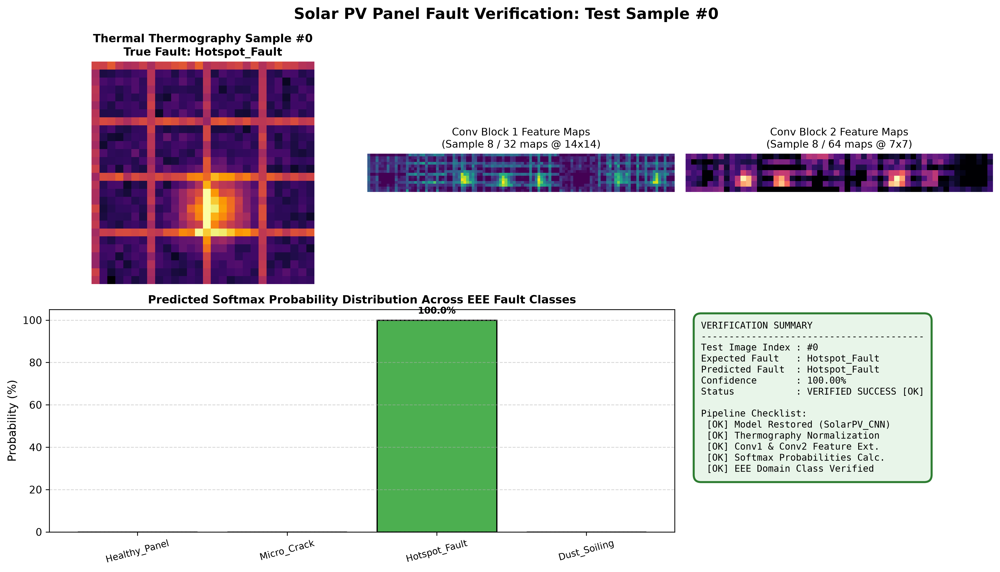 Solar PV Panel Fault Verification: Test Sample #0
Thermal Thermography Sample #0
True Fault: Hotspot_Fault
Conv Block 1 Feature Maps
(Sample 8 / 32 maps @ 14x14)
Conv Block 2 Feature Maps
(Sample 8 / 64 maps @ 7x7)
Predicted Softmax Probability Distribution Across EEE Fault Classes
100.0%
Probability (%)
100
80
60
40
20
0
Healthy_Panel
Micro_Crack
Hotspot_Fault
Dust_Soiling
VERIFICATION SUMMARY
----------------------------------------
Test Image Index : #0
Expected Fault   : Hotspot_Fault
Predicted Fault  : Hotspot_Fault
Confidence       : 100.00%
Status           : VERIFIED SUCCESS [OK]
Pipeline Checklist:
[OK] Model Restored (SolarPV_CNN)
[OK] Thermography Normalization
[OK] Conv1 & Conv2 Feature Ext.
[OK] Softmax Probabilities Calc.
[OK] EEE Domain Class Verified